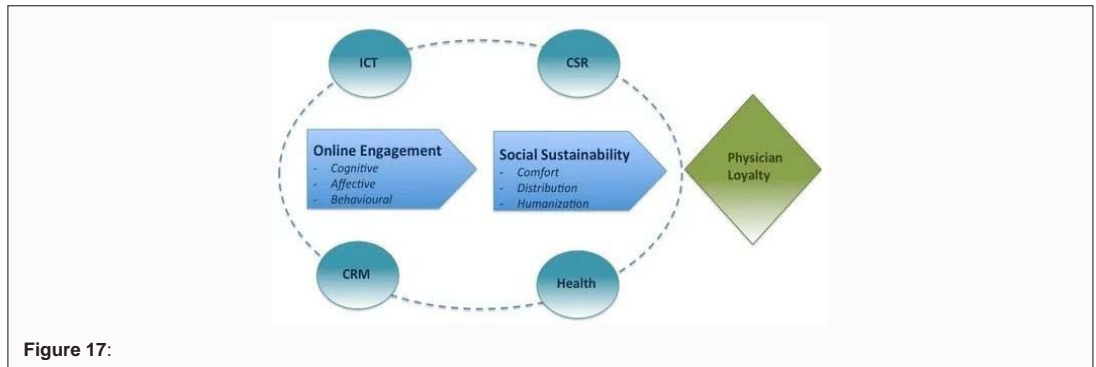 ICT
CSR
Online Engagement
- Cognitive
- Affective
- Behavioural
Social Sustainability
- Comfort
- Distribution
- Humanization
Physician
Loyalty
CRM
Health
Figure 17: